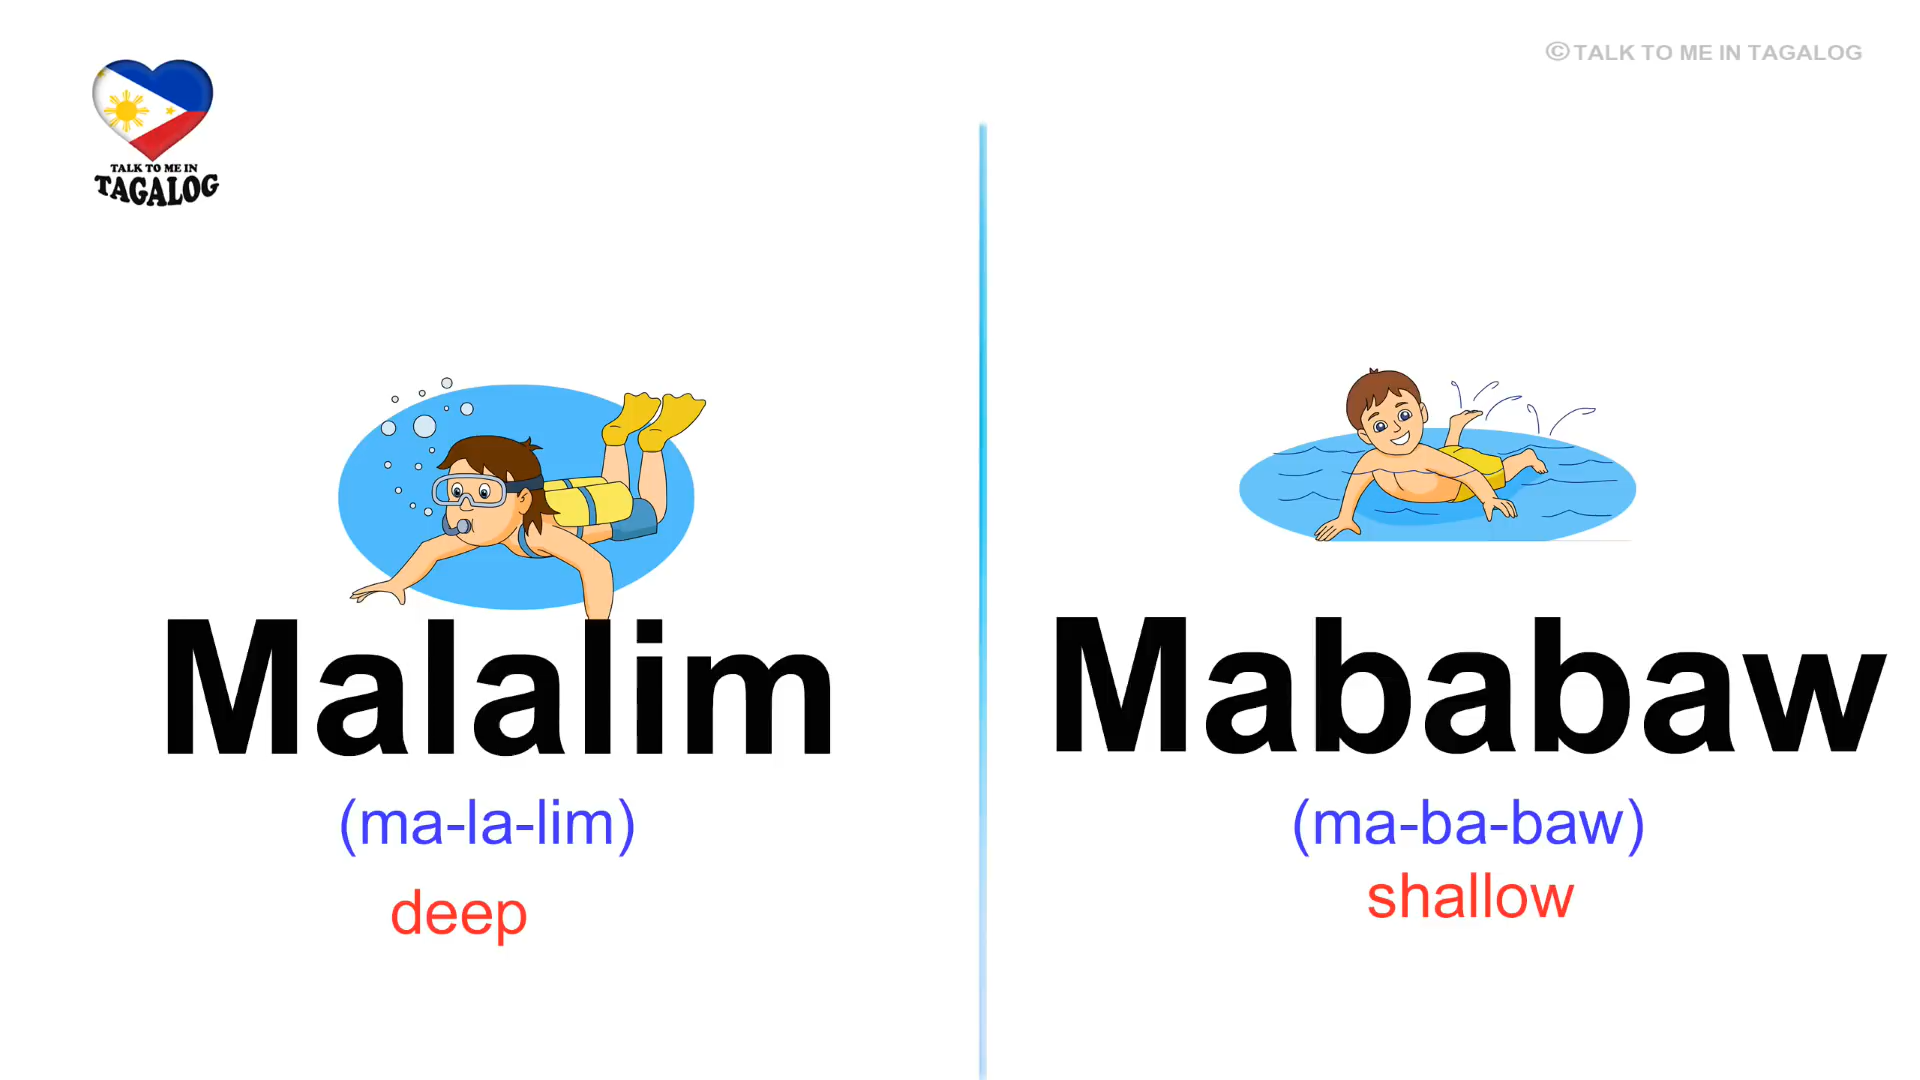 ©TALK TO ME IN TAGALOG
TALK TO ME IN
TAGALOG
Malalim
(ma-la-lim)
deep
Mababaw
(ma-ba-baw)
shallow